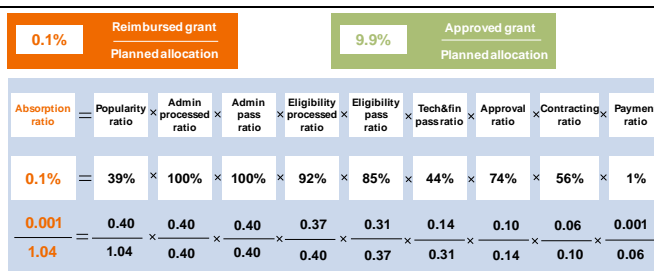 0.1%
Reimbursed grant
Planned allocation
9.9%
Approved grant
Planned allocation
Absorption ratio = Popularity ratio × Admin processed ratio × Admin pass ratio × Eligibility processed ratio × Eligibility pass ratio × Tech&fin pass ratio × Approval ratio × Contracting ratio × Paymen ratio
0.1% = 39% × 100% × 100% × 92% × 85% × 44% × 74% × 56% × 1%
0.001 0.40 0.40 0.40 0.37 0.31 0.14 0.10 0.06 0.001
= × × × × × × × ×
1.04 1.04 0.40 0.40 0.40 0.37 0.31 0.14 0.10 0.06